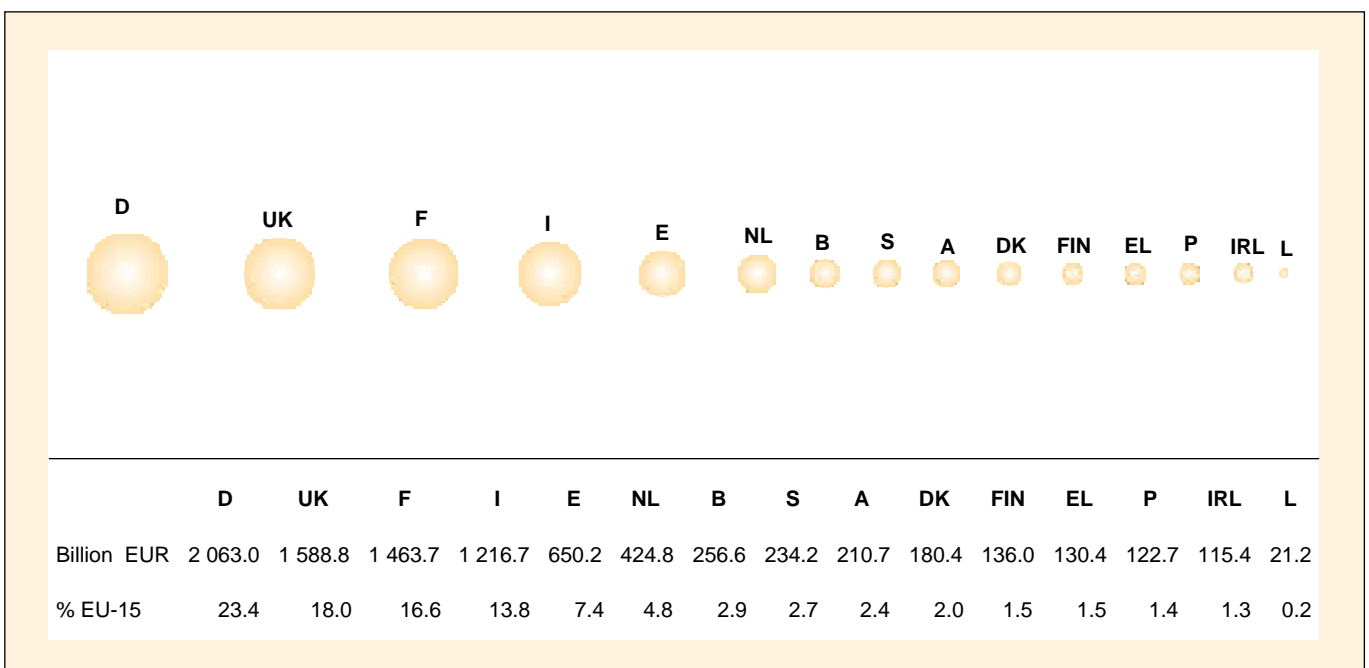 D UK F I E NL B S A DK FIN EL P IRL L
D UK F I E NL B S A DK FIN EL P IRL L
Billion EUR 2 063.0 1 588.8 1 463.7 1 216.7 650.2 424.8 256.6 234.2 210.7 180.4 136.0 130.4 122.7 115.4 21.2
% EU-15 23.4 18.0 16.6 13.8 7.4 4.8 2.9 2.7 2.4 2.0 1.5 1.5 1.4 1.3 0.2